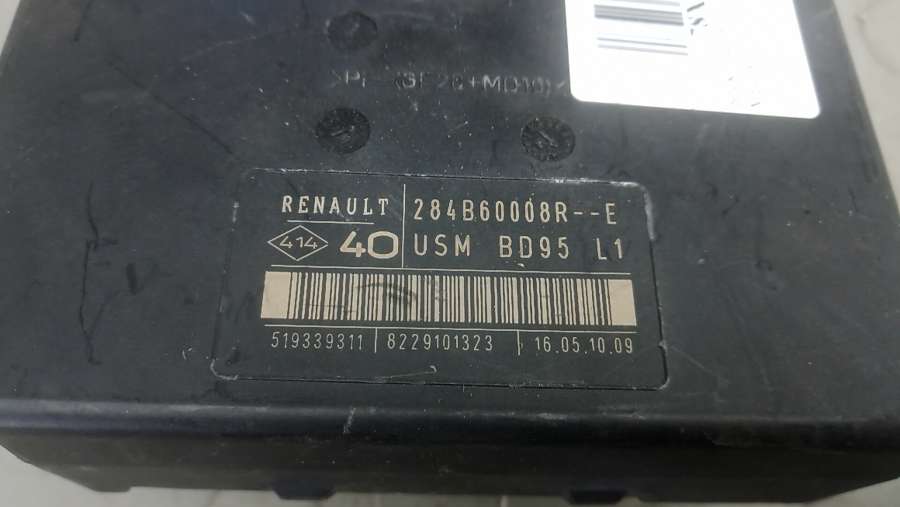 RENAULT 284B60008R--E
414 40 USM BD95 L1
519339311 8229101323 16.05.10.09